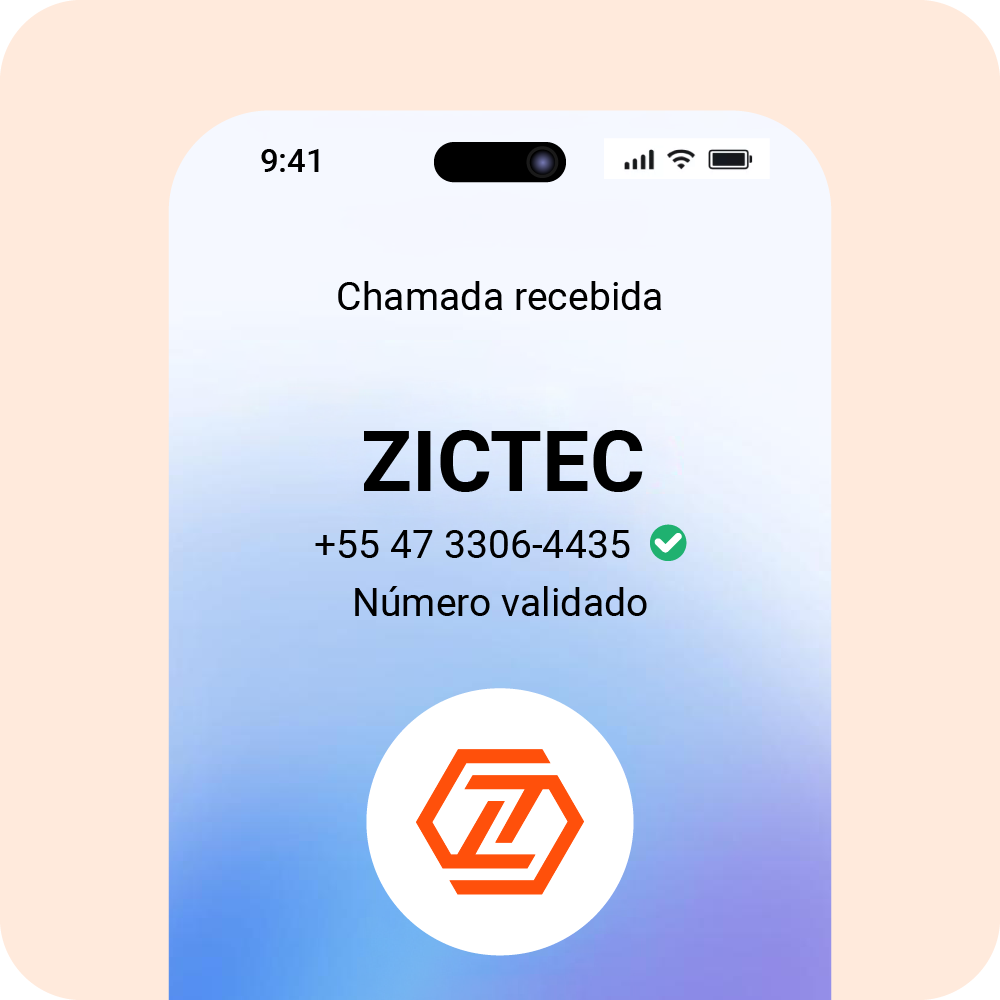 9:41
Chamada recebida
ZICTEC
+55 47 3306-4435
Número validado